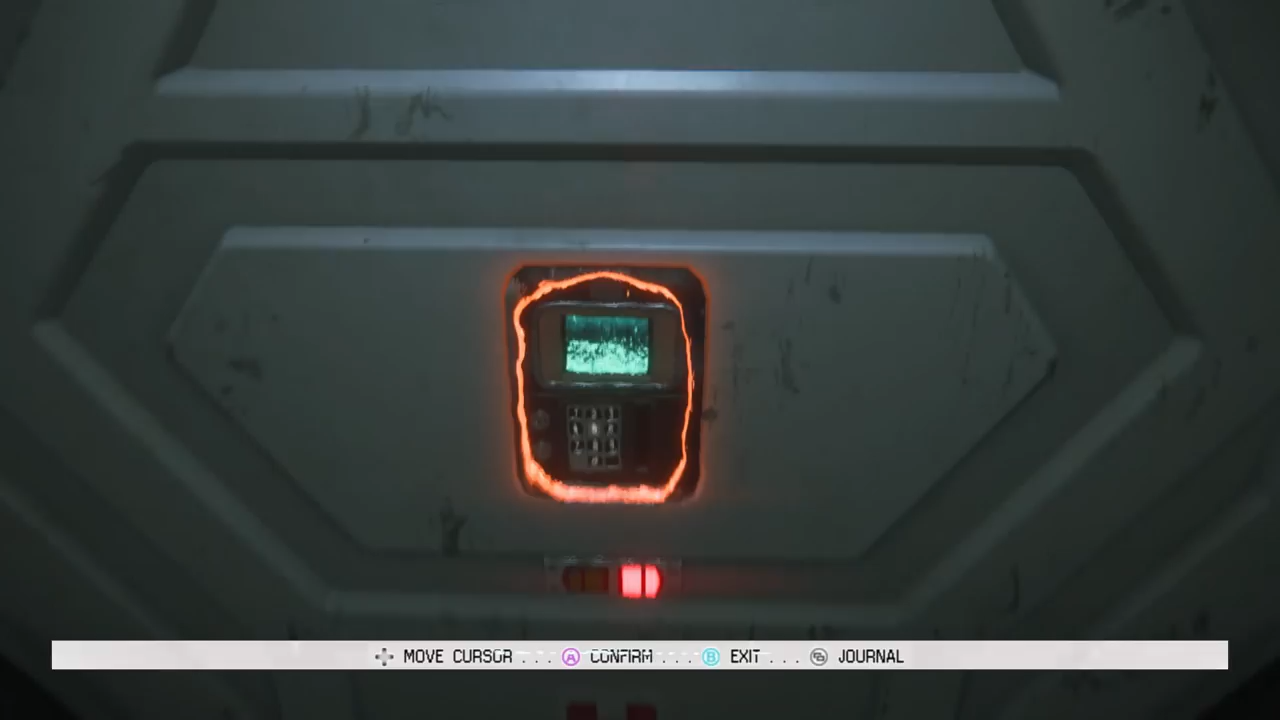 MOVE CURSOR . . . A CONFIRM . . . B EXIT . . . JOURNAL